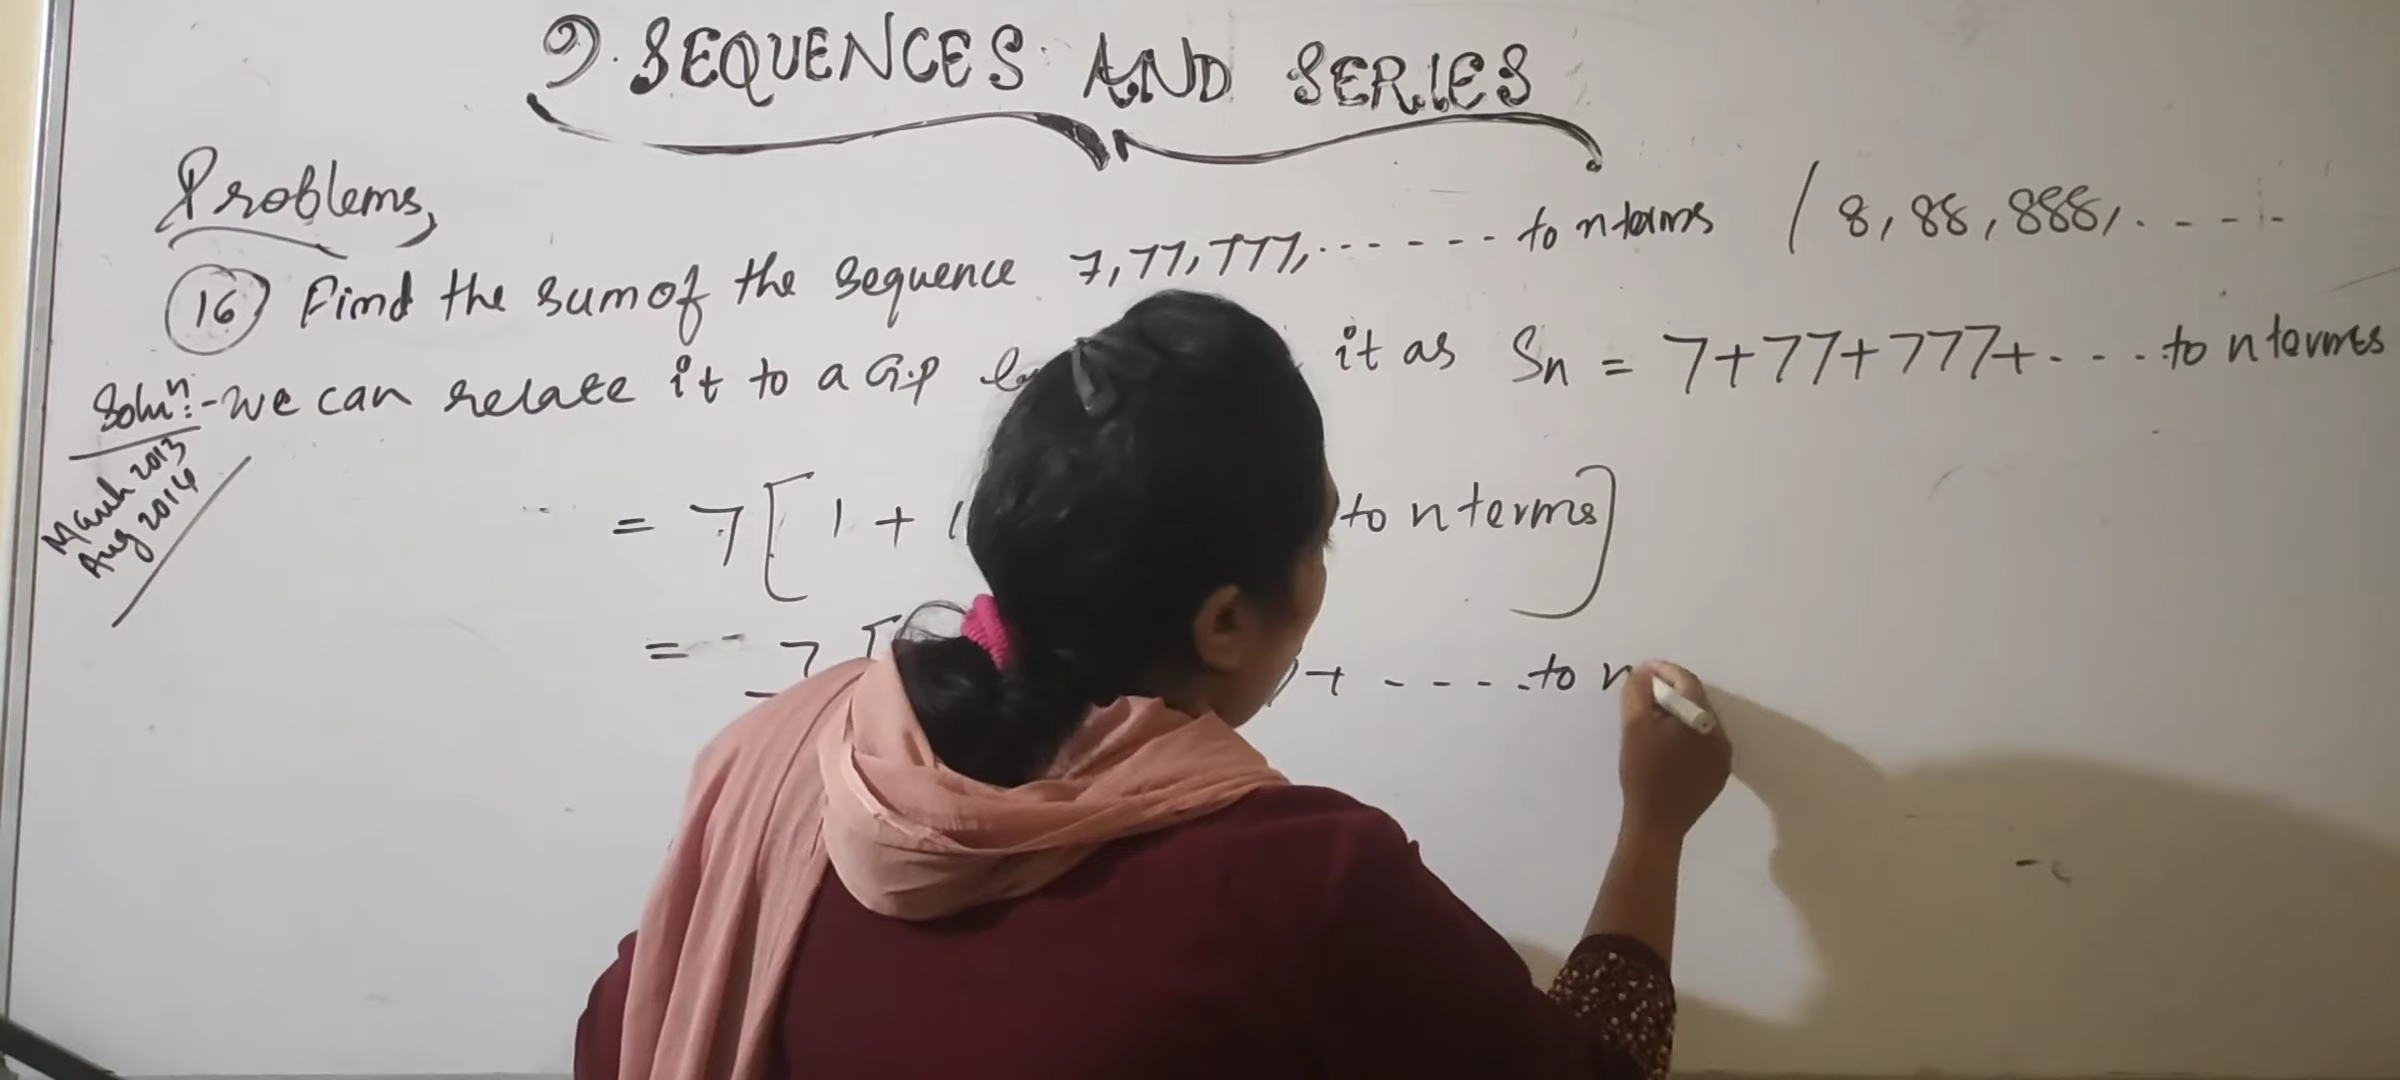 9. SEQUENCES AND SERIES
Problems,
16 Find the sum of the sequence 7, 77, 777, ------ to n terms / 8, 88, 888, . - - - -
Soluⁿ:- we can relate it to a G.P it as Sn = 7+77+777+ . - - - to n terms
March 2013
Aug 2014
= 7 [ 1 + to n terms]
= 7 [ ) + - - - - to n